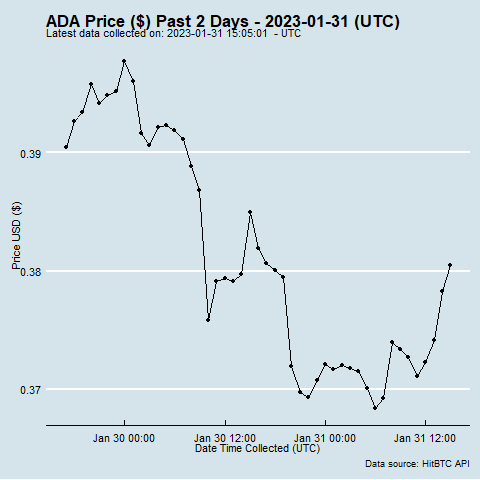 ADA Price ($) Past 2 Days - 2023-01-31 (UTC)
Latest data collected on: 2023-01-31 15:05:01 - UTC
0.39
0.38
0.37
Price USD ($)
Jan 30 00:00 Jan 30 12:00 Jan 31 00:00 Jan 31 12:00
Date Time Collected (UTC)
Data source: HitBTC API